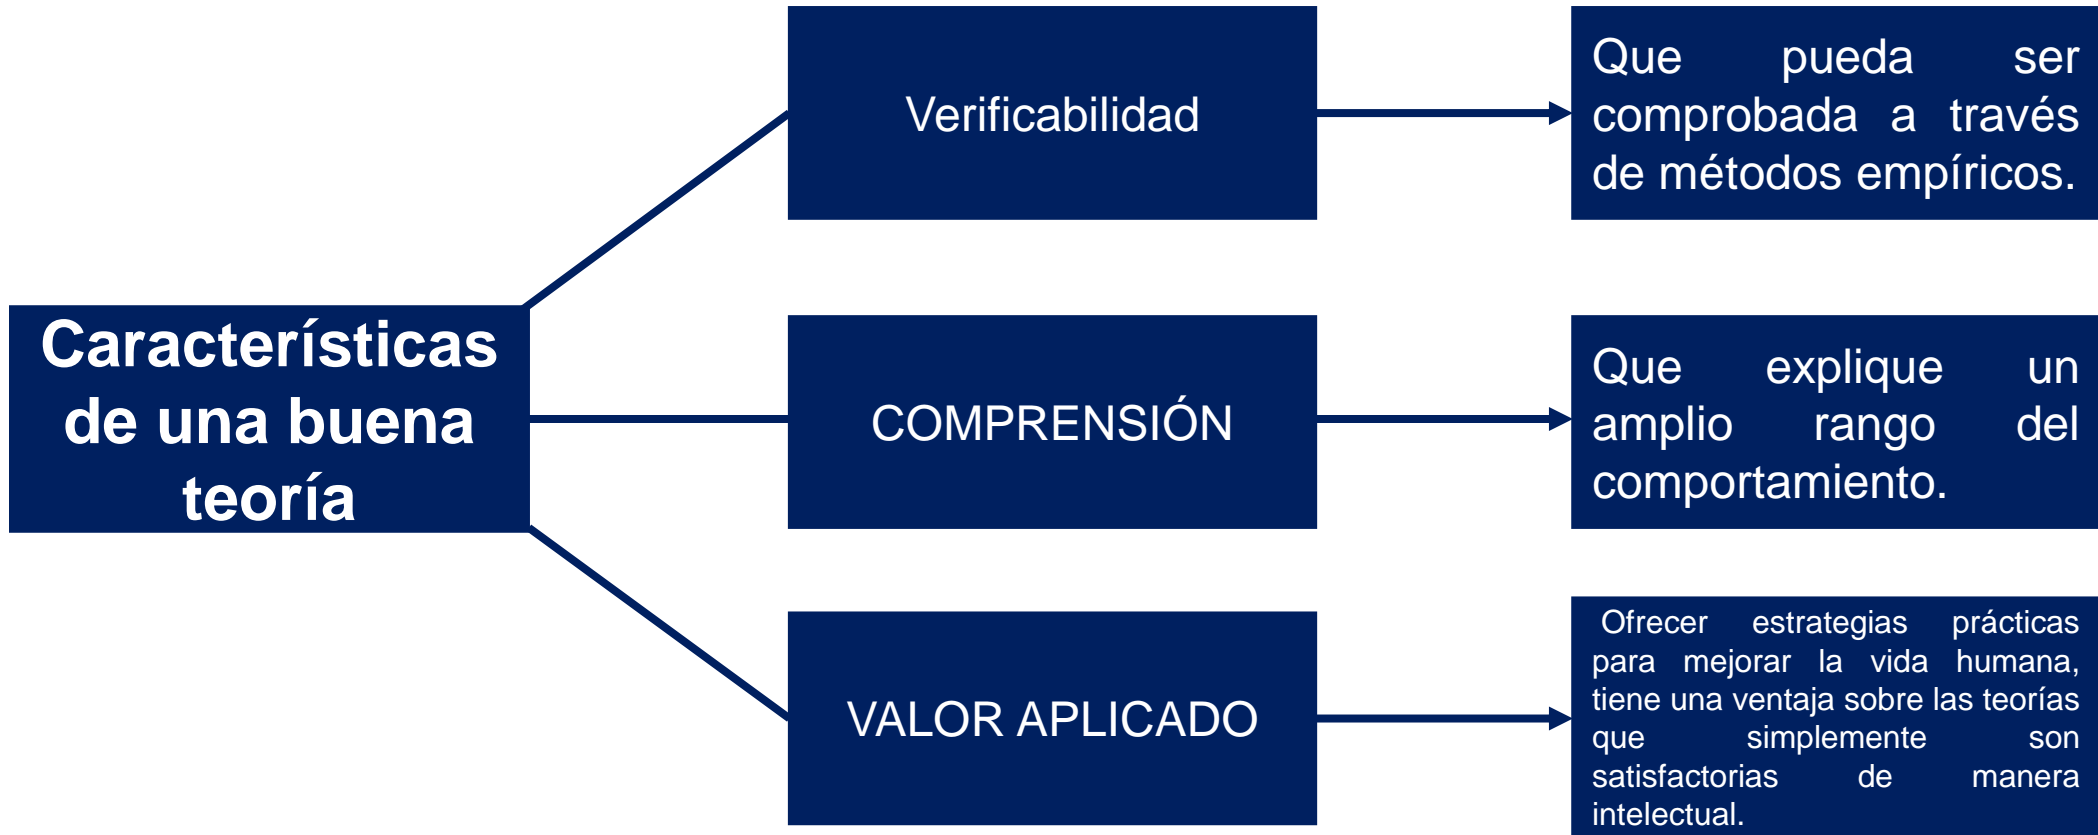 Verificabilidad
Que pueda ser
comprobada a través
de métodos empíricos.
Características
de una buena
teoría
COMPRENSIÓN
Que explique un
amplio rango del
comportamiento.
VALOR APLICADO
Ofrecer estrategias prácticas
para mejorar la vida humana,
tiene una ventaja sobre las teorías
que simplemente son
satisfactorias de manera
intelectual.